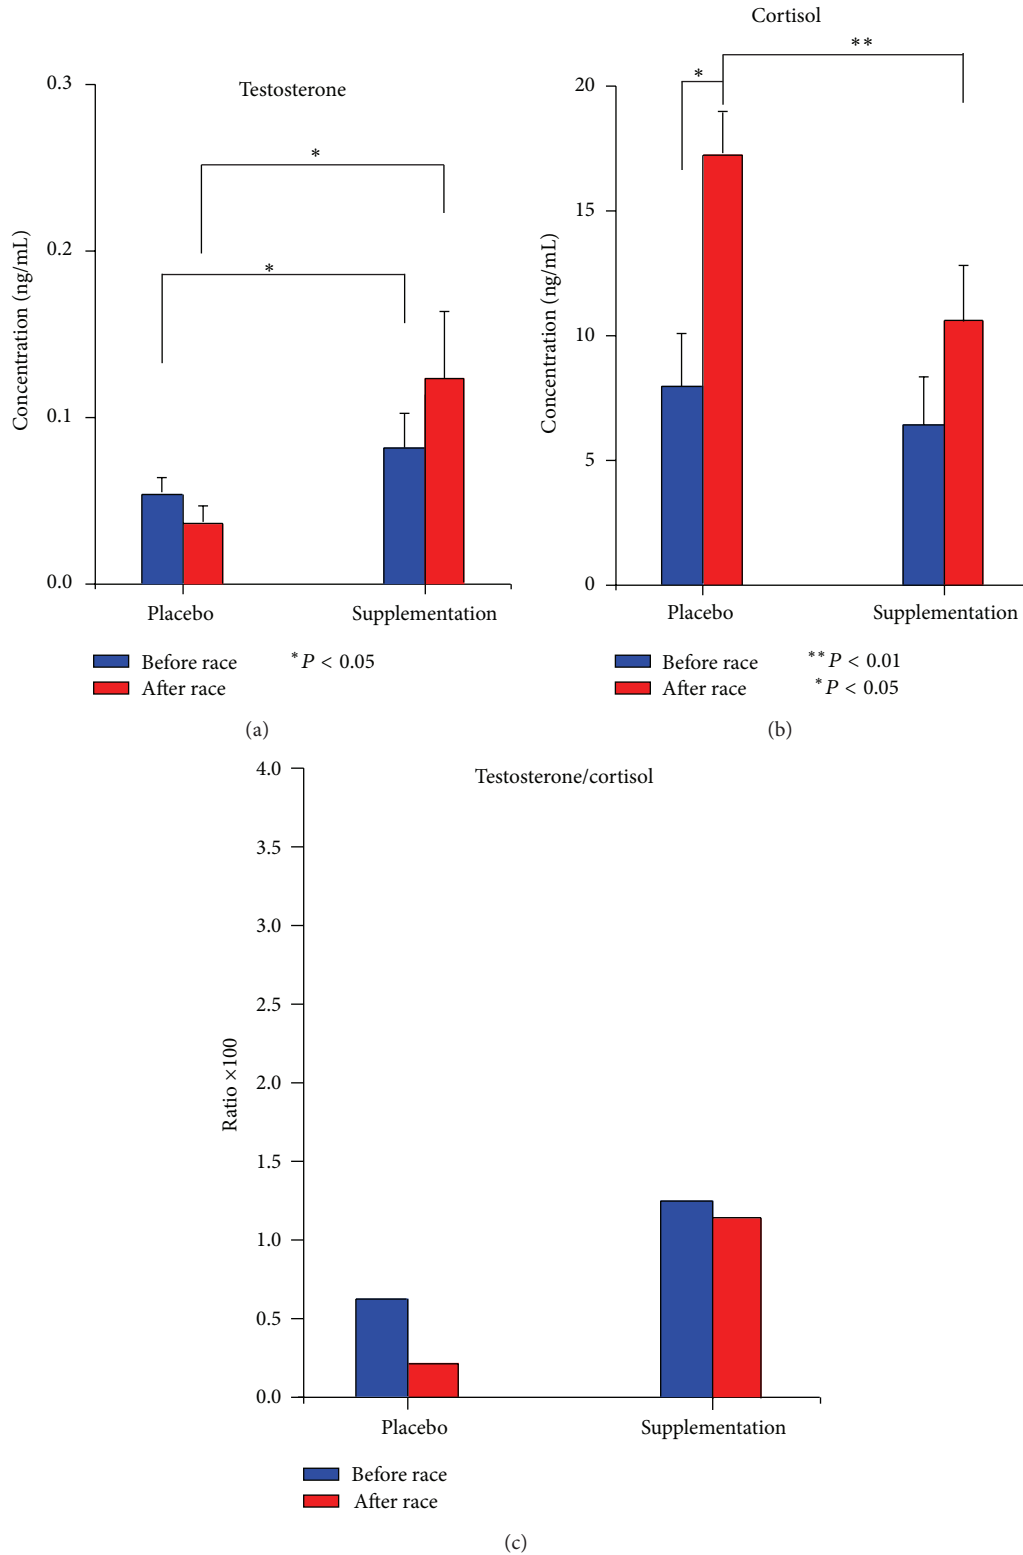 Testosterone
0.3
*
0.2
*
0.1
0.0
Concentration (ng/mL)
Placebo
Supplementation
Before race
After race
*P < 0.05
(a)
Cortisol
**
*
20
15
10
5
0
Concentration (ng/mL)
Placebo
Supplementation
Before race
After race
**P < 0.01
*P < 0.05
(b)
Testosterone/cortisol
4.0
3.5
3.0
2.5
2.0
1.5
1.0
0.5
0.0
Ratio ×100
Placebo
Supplementation
Before race
After race
(c)